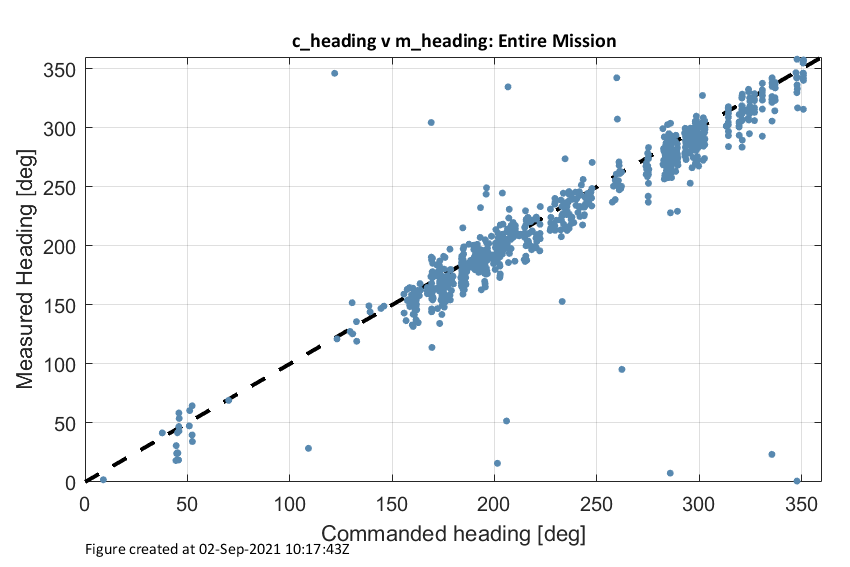 c_heading v m_heading: Entire Mission
350
300
250
200
150
100
50
0
Measured Heading [deg]
0 50 100 150 200 250 300 350
Commanded heading [deg]
Figure created at 02-Sep-2021 10:17:43Z